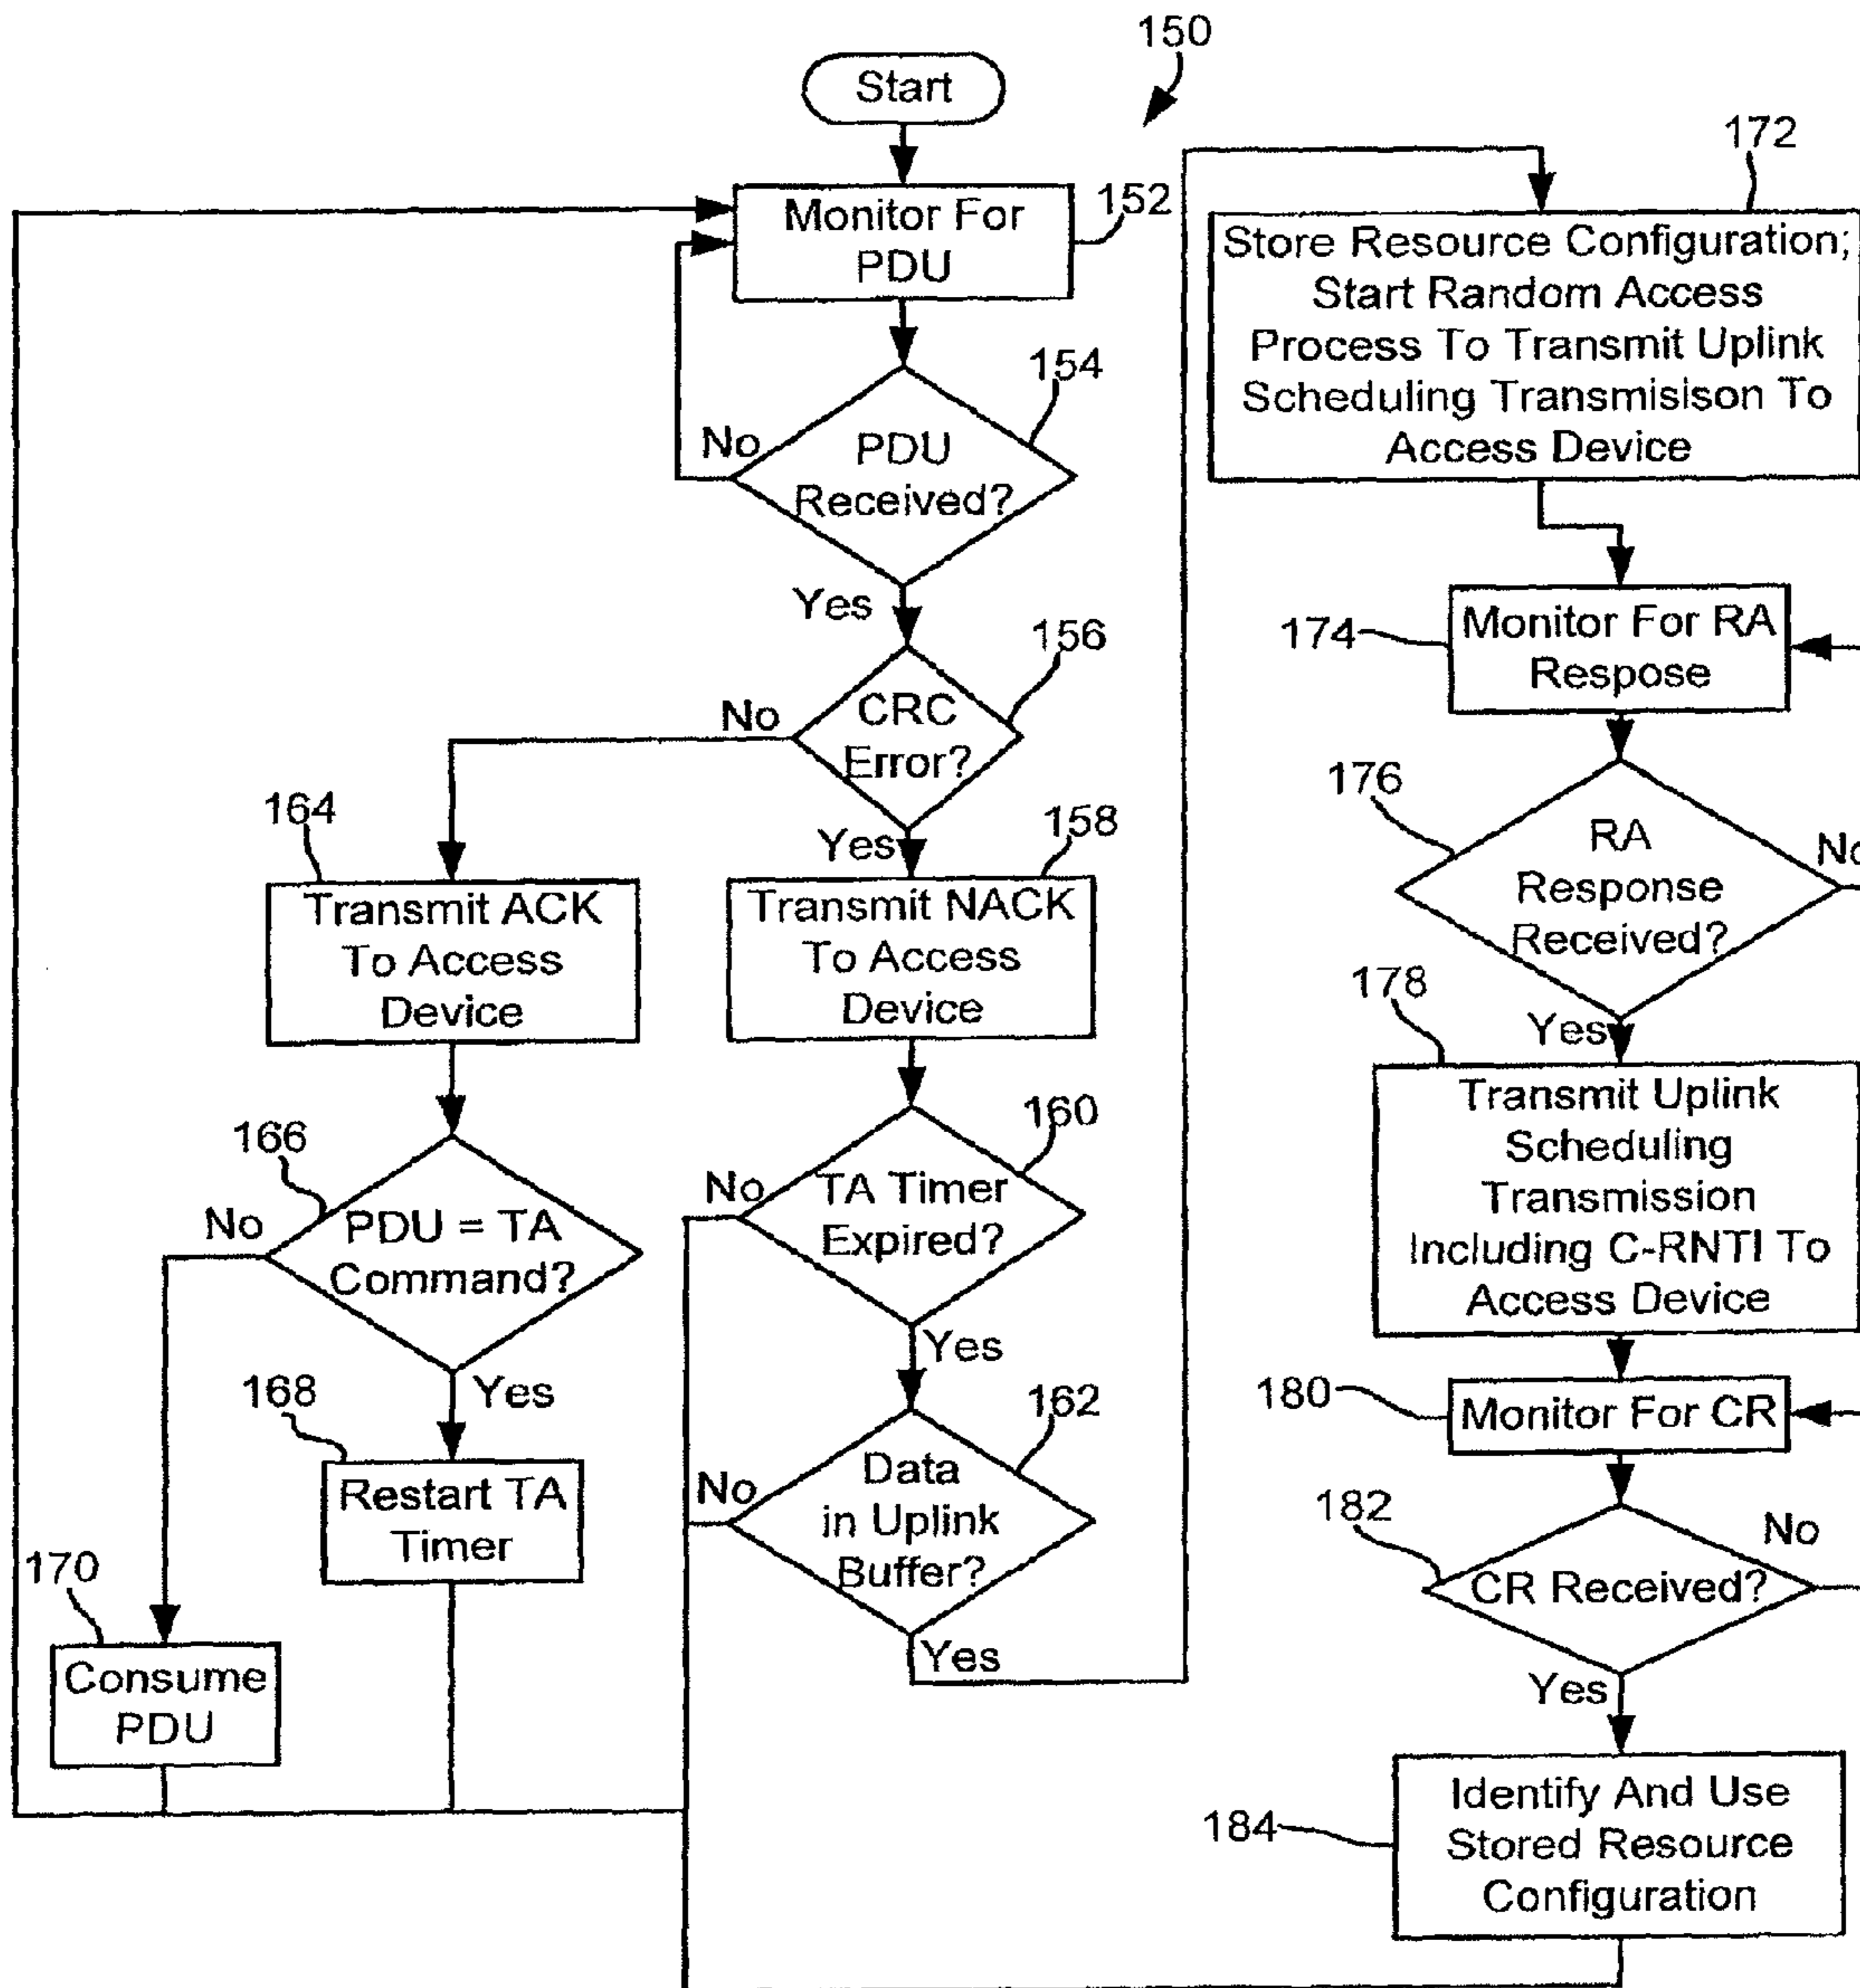 150
Start
Monitor For
PDU
152
No
PDU
Received?
154
Yes
No
CRC
Error?
156
Yes
164
Transmit ACK
To Access
Device
158
Transmit NACK
To Access
Device
166
No
PDU = TA
Command?
Yes
160
No
TA Timer
Expired?
Yes
168
Restart TA
Timer
162
No
Data
in Uplink
Buffer?
Yes
170
Consume
PDU
172
Store Resource Configuration;
Start Random Access
Process To Transmit Uplink
Scheduling Transmisison To
Access Device
174
Monitor For RA
Respose
176
RA
Response
Received?
No
Yes
178
Transmit Uplink
Scheduling
Transmission
Including C-RNTI To
Access Device
180
Monitor For CR
182
CR Received?
No
Yes
184
Identify And Use
Stored Resource
Configuration